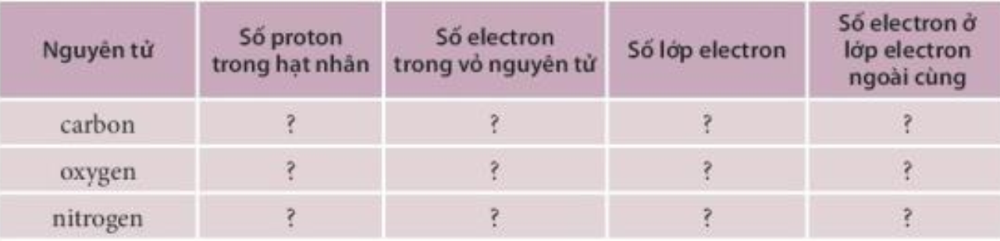 Nguyên tử
Số proton
trong hạt nhân
Số electron
trong vỏ nguyên tử
Số lớp electron
Số electron ở
lớp electron
ngoài cùng
carbon ? ? ? ?
oxygen ? ? ? ?
nitrogen ? ? ? ?